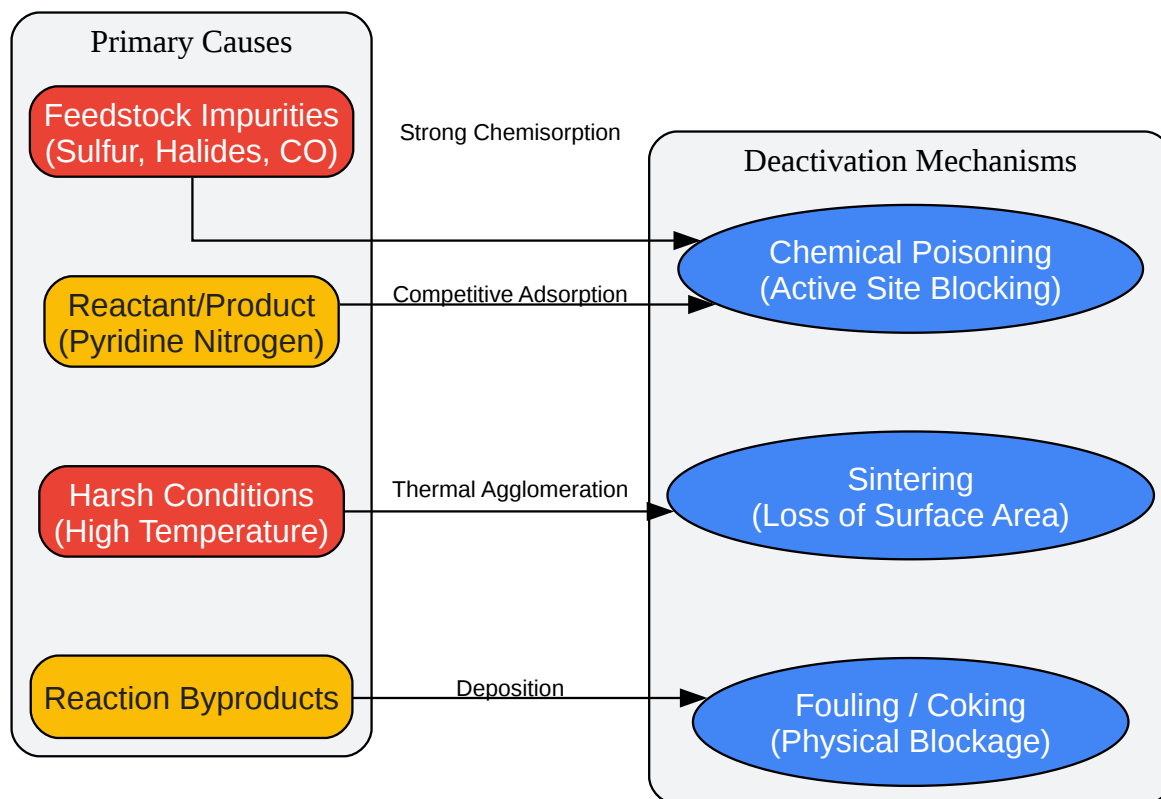 Primary Causes
Feedstock Impurities
(Sulfur, Halides, CO)
Strong Chemisorption
Deactivation Mechanisms
Chemical Poisoning
(Active Site Blocking)
Reactant/Product
(Pyridine Nitrogen)
Competitive Adsorption
Harsh Conditions
(High Temperature)
Thermal Agglomeration
Sintering
(Loss of Surface Area)
Reaction Byproducts
Deposition
Fouling / Coking
(Physical Blockage)